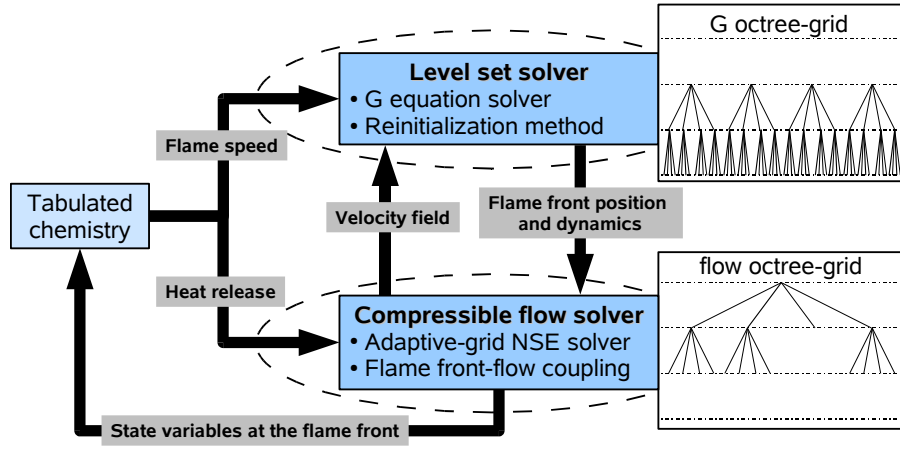 G octree-grid
Level set solver
• G equation solver
• Reinitialization method
Flame speed
Tabulated
chemistry
Velocity field
Flame front position
and dynamics
Heat release
flow octree-grid
Compressible flow solver
• Adaptive-grid NSE solver
• Flame front-flow coupling
State variables at the flame front